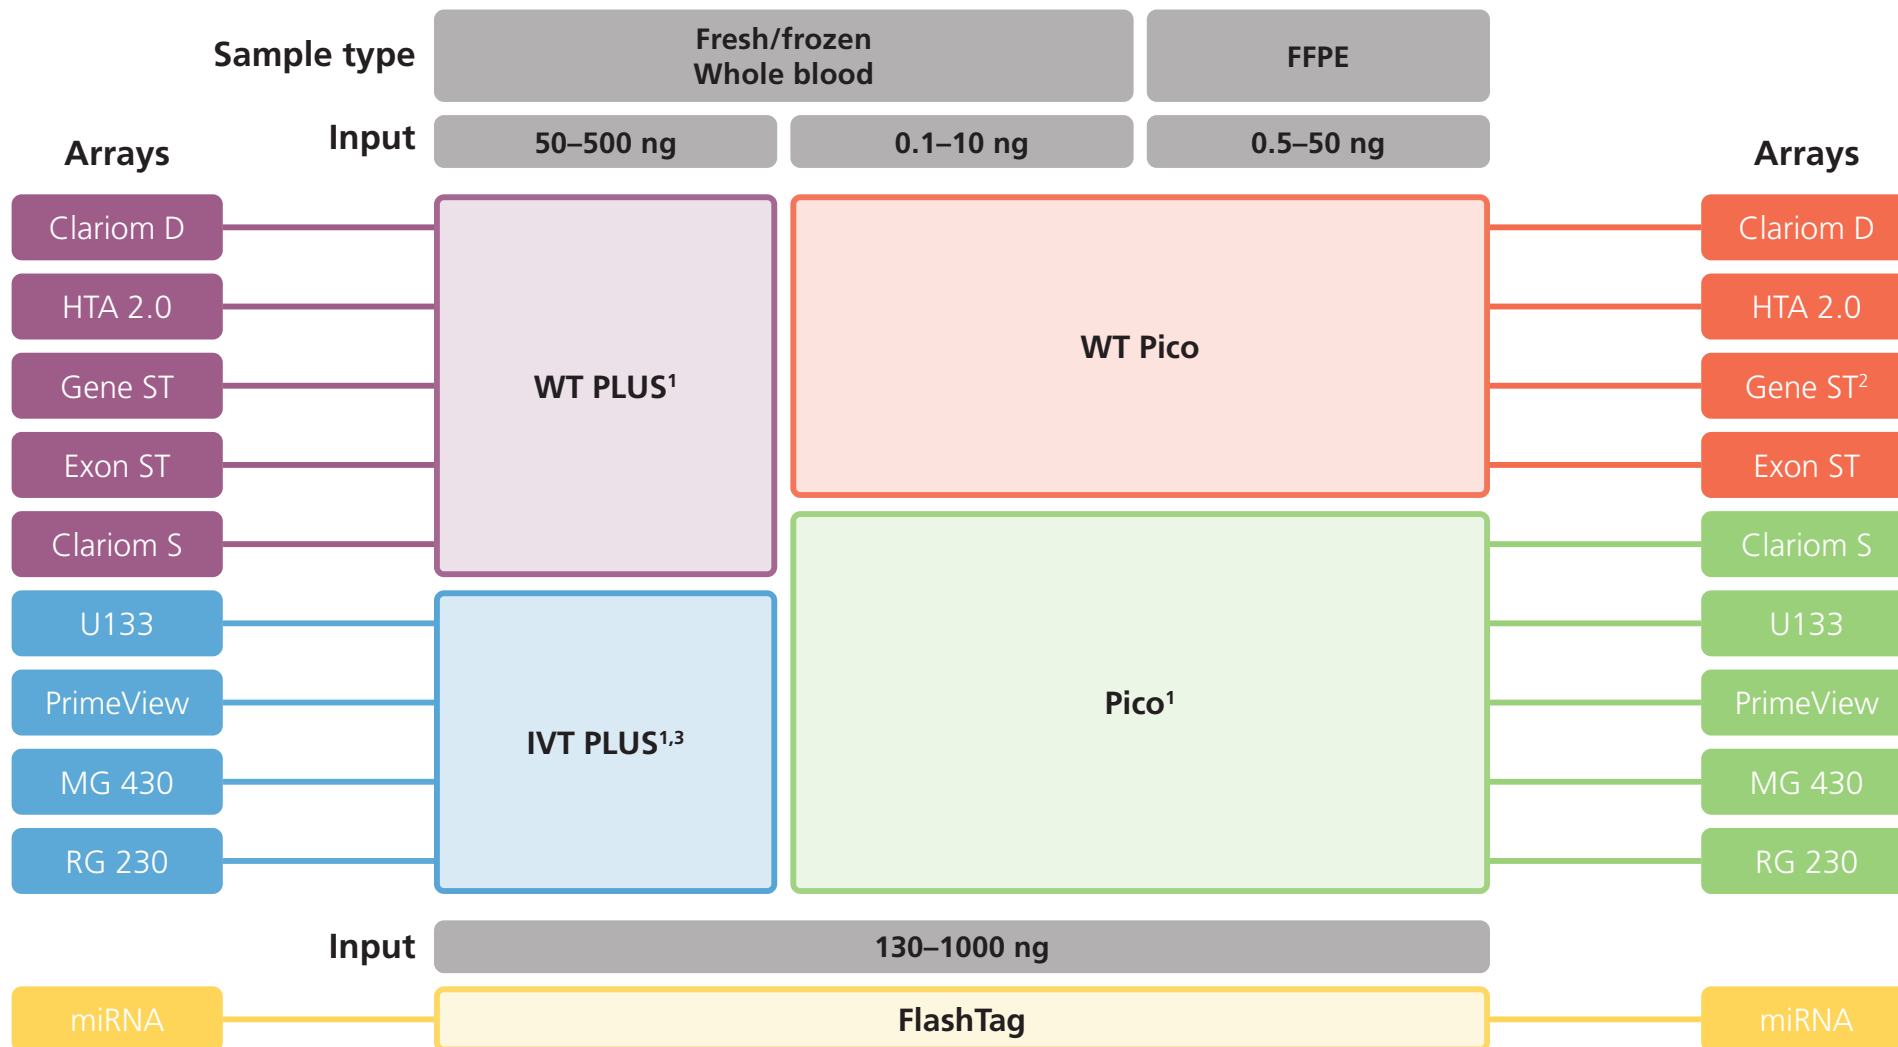 Sample type
Fresh/frozen
Whole blood
FFPE
Input
50–500 ng
0.1–10 ng
0.5–50 ng
Arrays
Arrays
Clariom D
HTA 2.0
Gene ST
Exon ST
Clariom S
U133
PrimeView
MG 430
RG 230
WT PLUS¹
IVT PLUS¹,³
WT Pico
Pico¹
Clariom D
HTA 2.0
Gene ST²
Exon ST
Clariom S
U133
PrimeView
MG 430
RG 230
Input
130–1000 ng
miRNA
FlashTag
miRNA